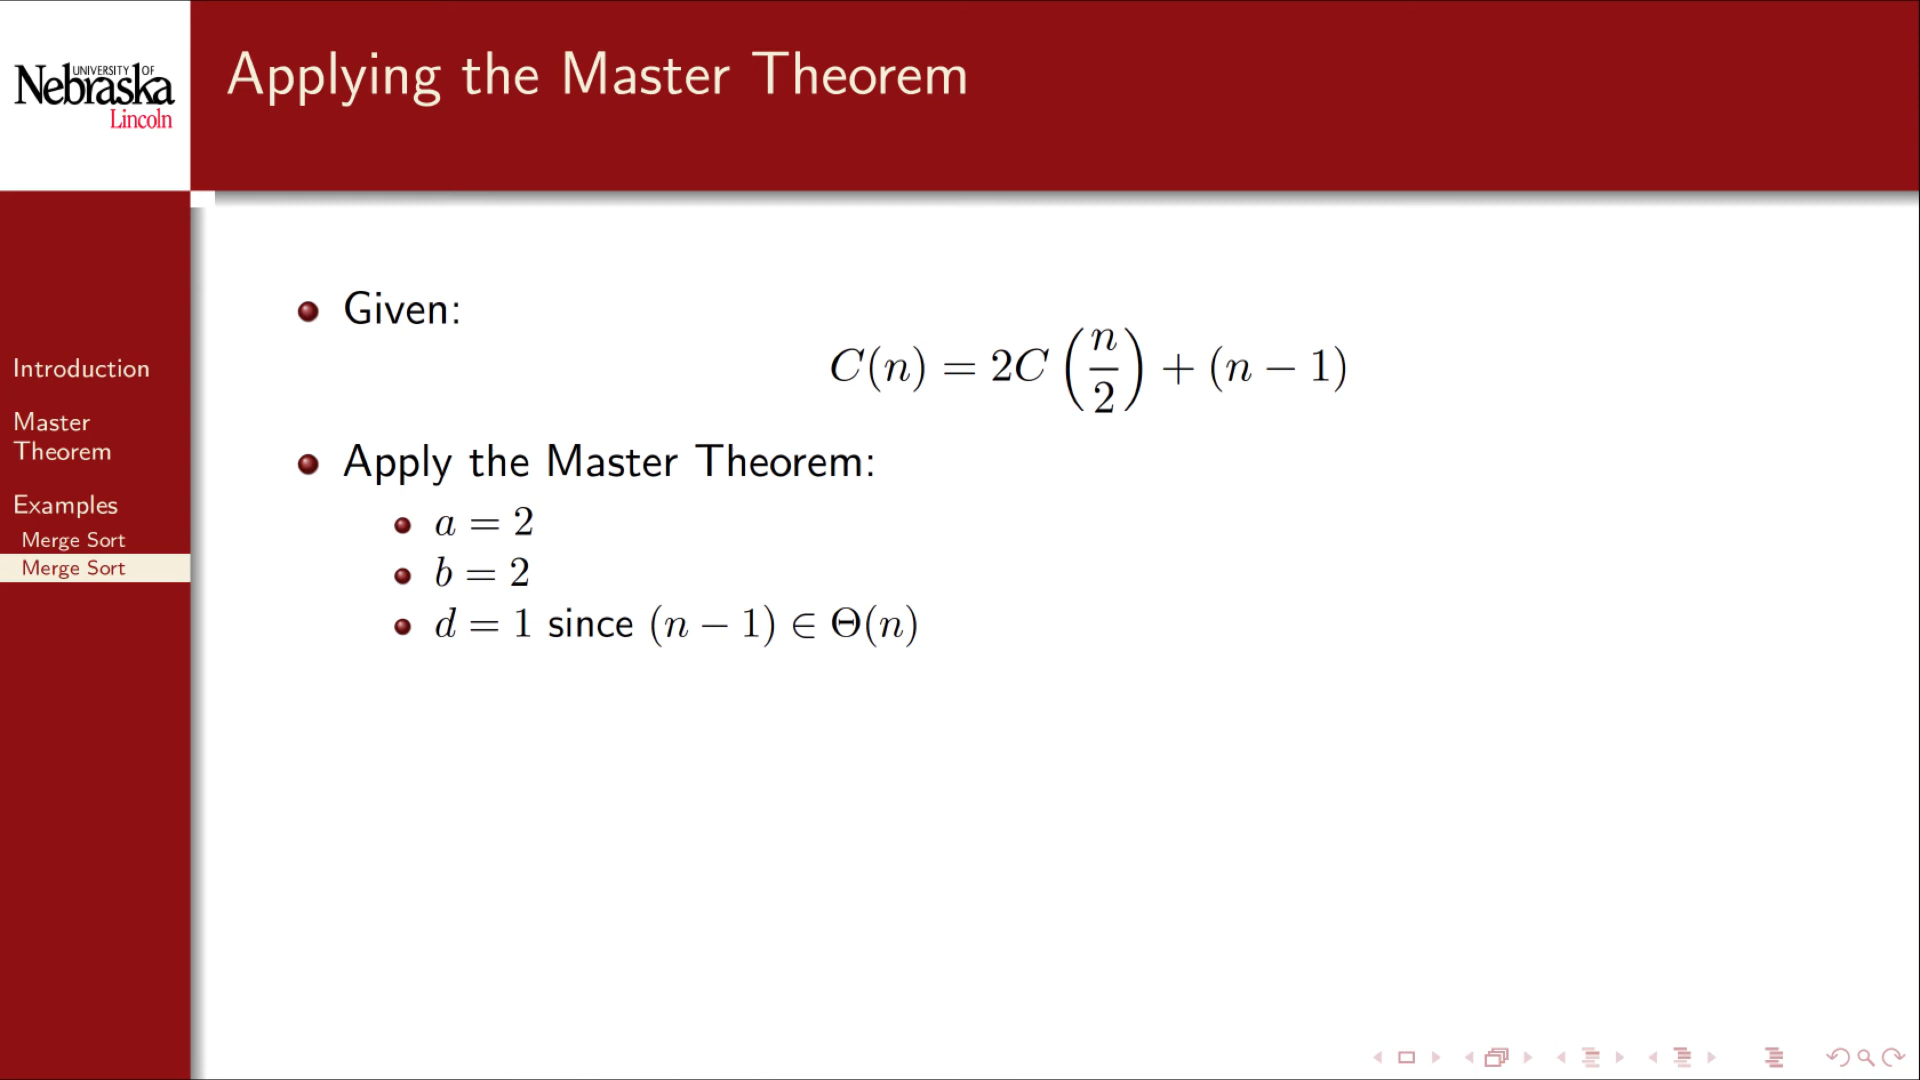 UNIVERSITY OF
Nebraska
Lincoln
Applying the Master Theorem
Introduction
Master
Theorem
Examples
Merge Sort
Merge Sort
Given:
C(n) = 2C(n/2) + (n − 1)
Apply the Master Theorem:
a = 2
b = 2
d = 1 since (n − 1) ∈ Θ(n)